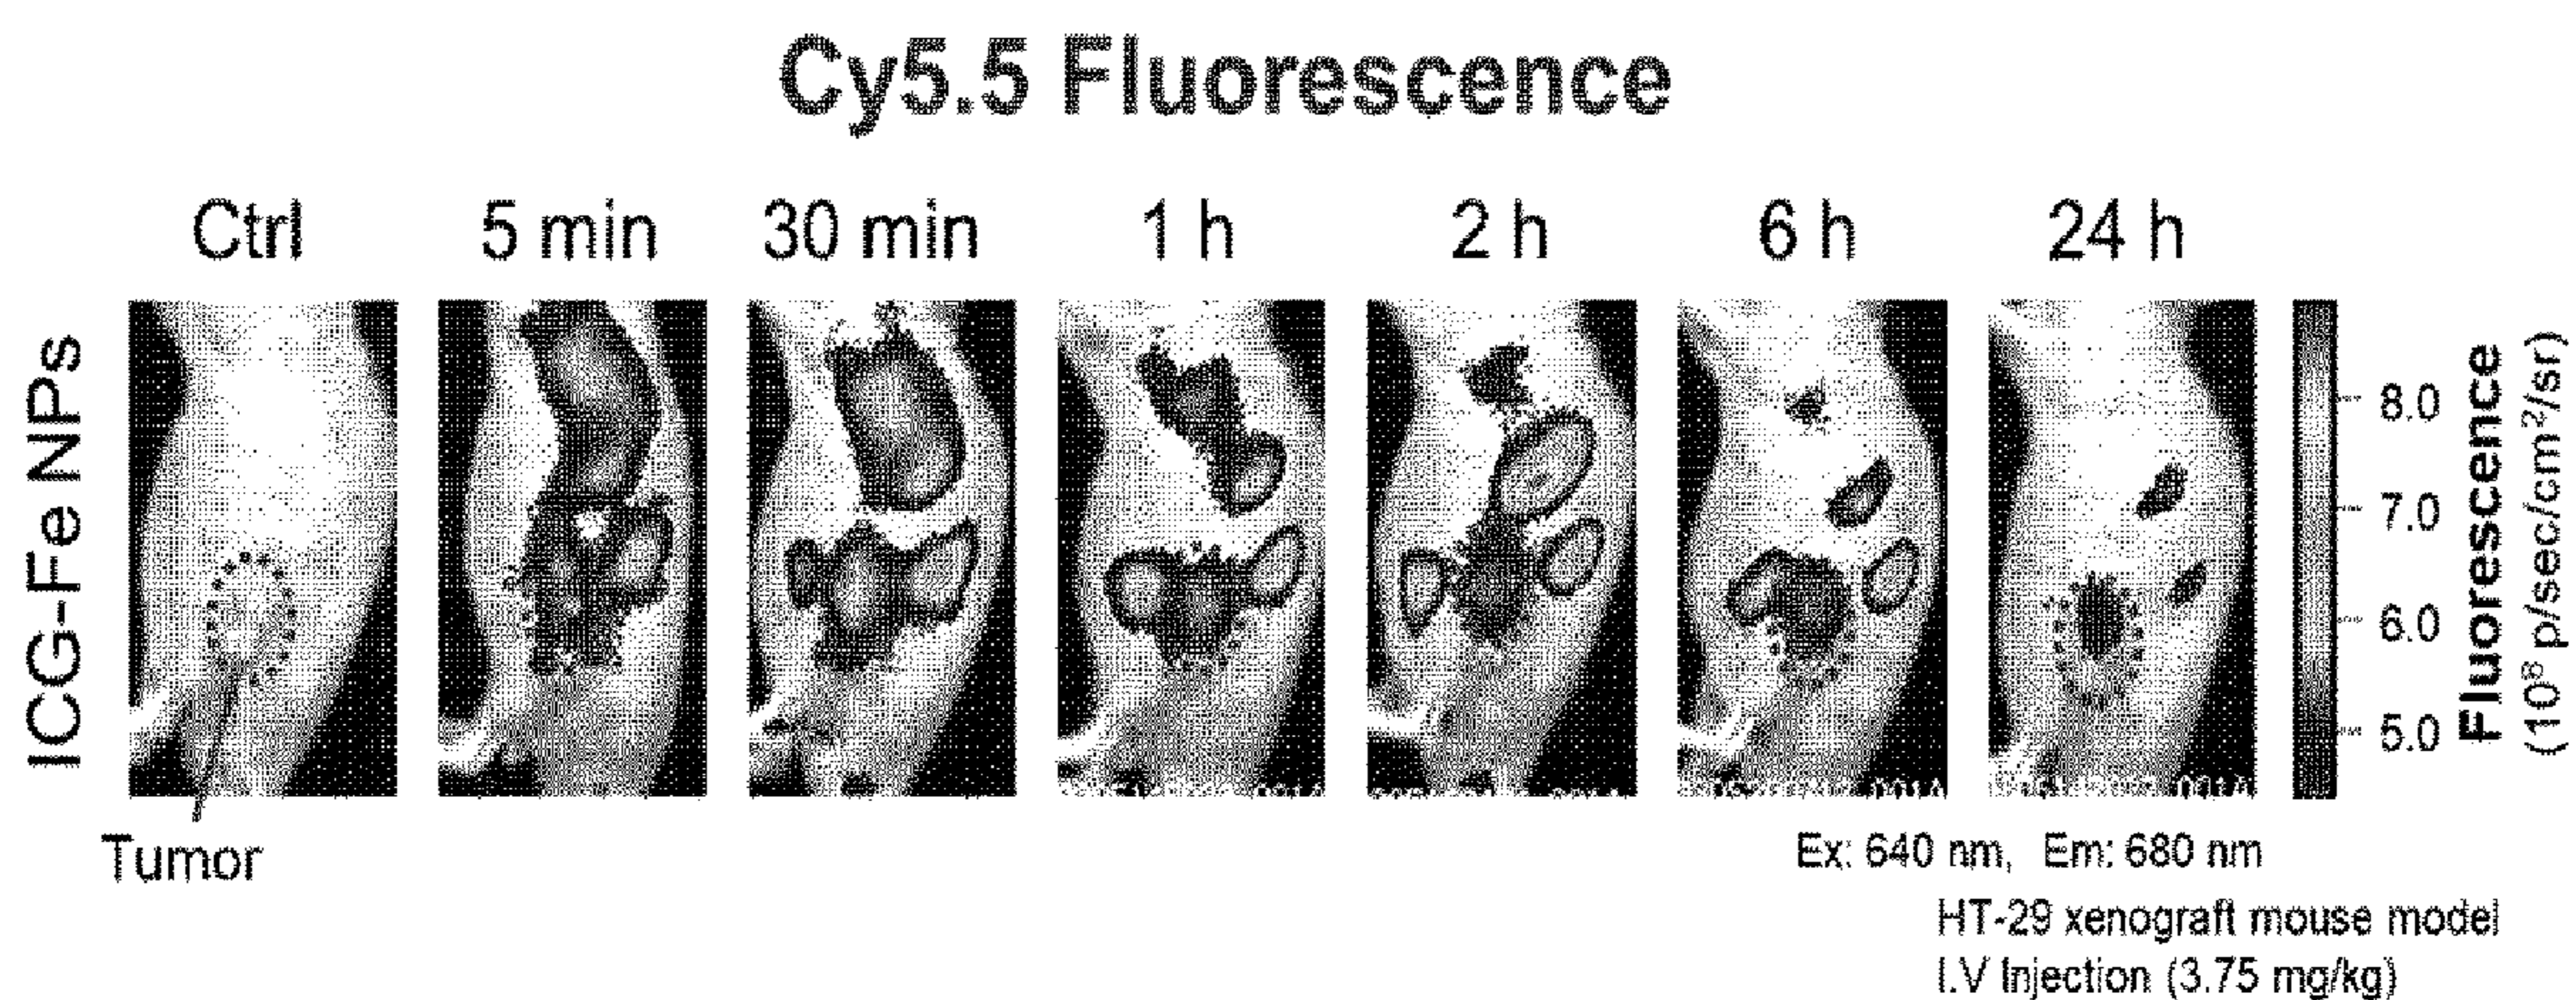 Cy5.5 Fluorescence
Ctrl 5 min 30 min 1 h 2 h 6 h 24 h
ICG-Fe NPs
8.0
7.0
6.0
5.0
Fluorescence
(10⁸ p/sec/cm²/sr)
Tumor
Ex: 640 nm, Em: 680 nm
HT-29 xenograft mouse model
I.V Injection (3.75 mg/kg)